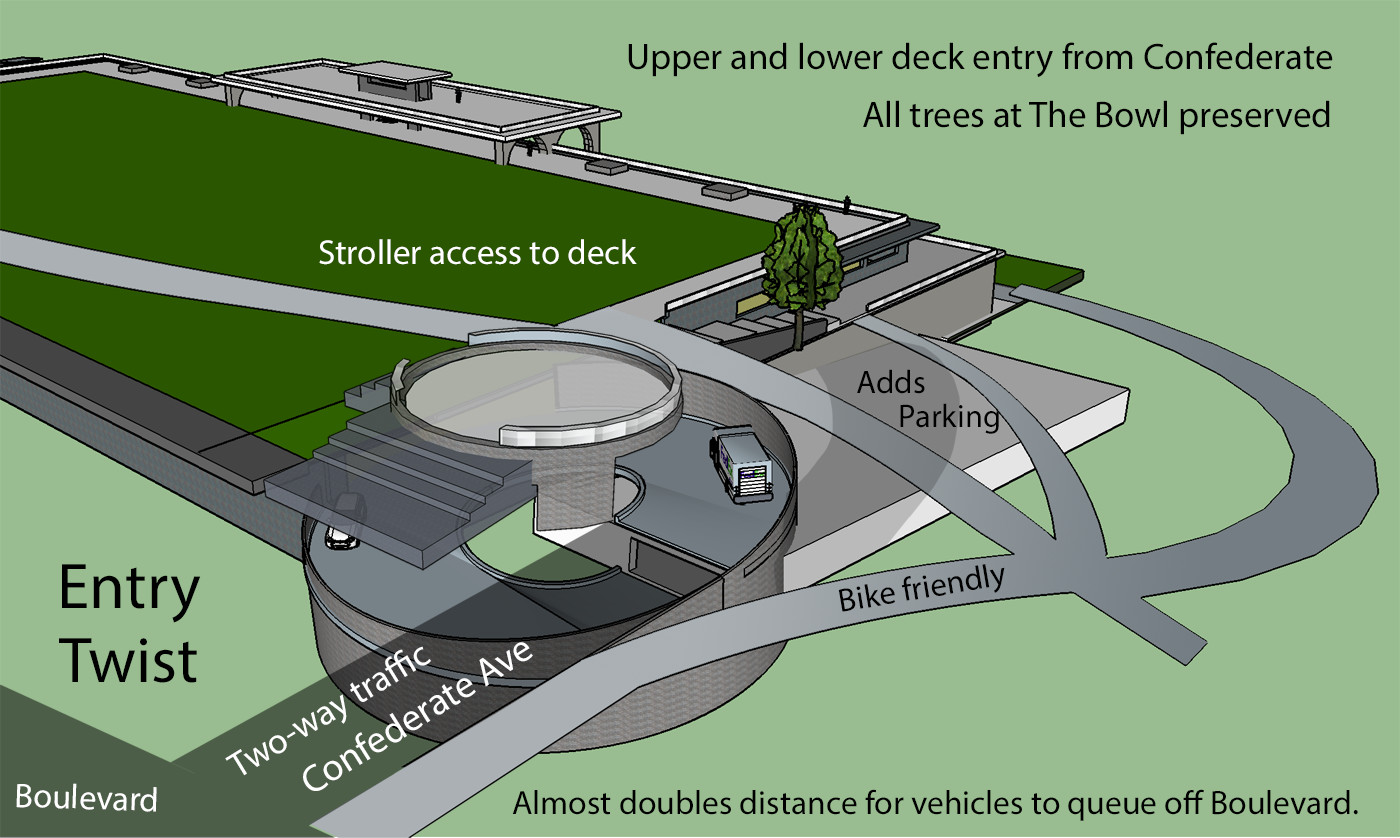 Upper and lower deck entry from Confederate
All trees at The Bowl preserved
Stroller access to deck
Adds
Parking
Bike friendly
Entry
Twist
Two-way traffic
Confederate Ave
Boulevard
Almost doubles distance for vehicles to queue off Boulevard.